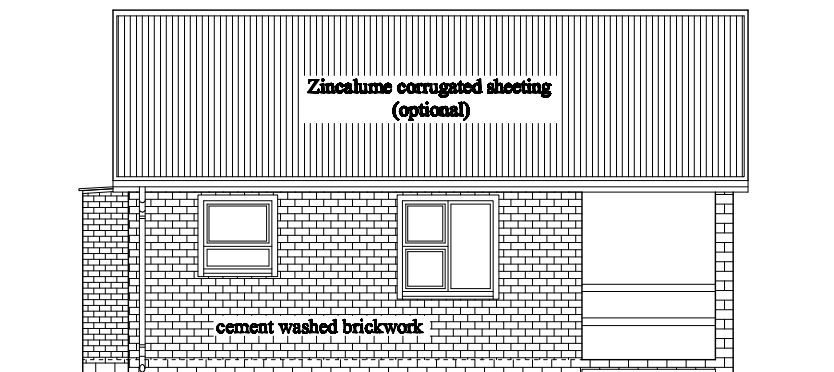 Zincalume corrugated sheeting
(optional)
cement washed brickwork